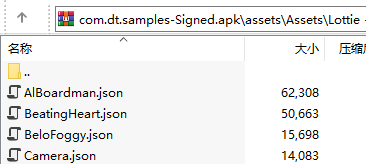 com.dt.samples-Signed.apk\assets\Assets\Lottie -
名称 大小 压缩后
..
AlBoardman.json 62,308
BeatingHeart.json 50,663
BeloFoggy.json 15,698
Camera.json 14,083